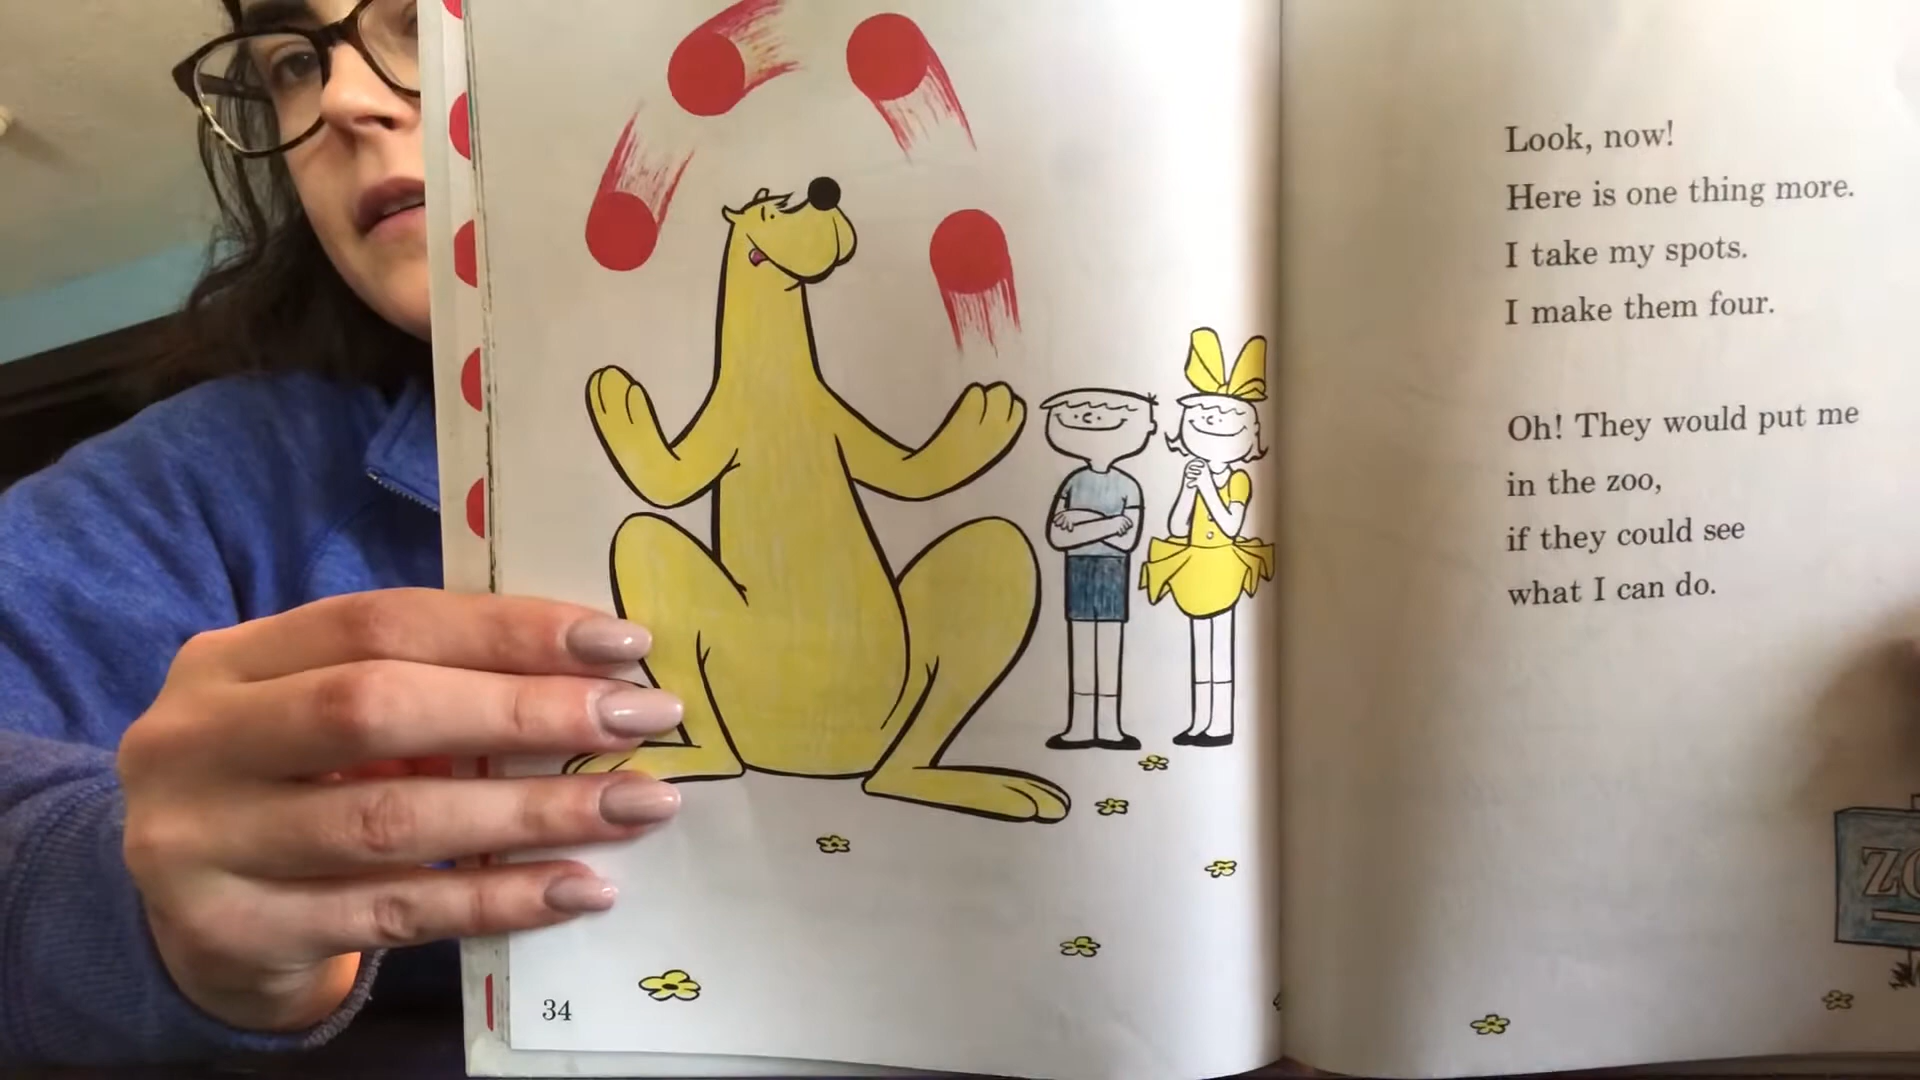 Look, now!
Here is one thing more.
I take my spots.
I make them four.
Oh! They would put me
in the zoo,
if they could see
what I can do.
34